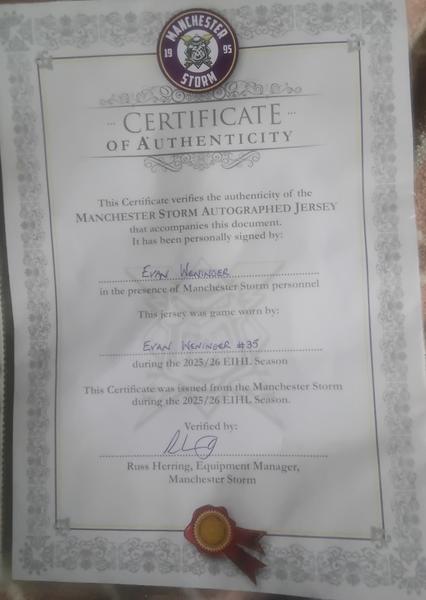 MANCHESTER
19 95
STORM
CERTIFICATE
OF AUTHENTICITY
This Certificate verifies the authenticity of the
MANCHESTER STORM AUTOGRAPHED JERSEY
that accompanies this document.
It has been personally signed by:
EVAN WENINGER
in the presence of Manchester Storm personnel
This jersey was game worn by:
EVAN WENINGER #35
during the 2025/26 EIHL Season
This Certificate was issued from the Manchester Storm
during the 2025/26 EIHL Season.
Verified by:
Russ Herring, Equipment Manager,
Manchester Storm